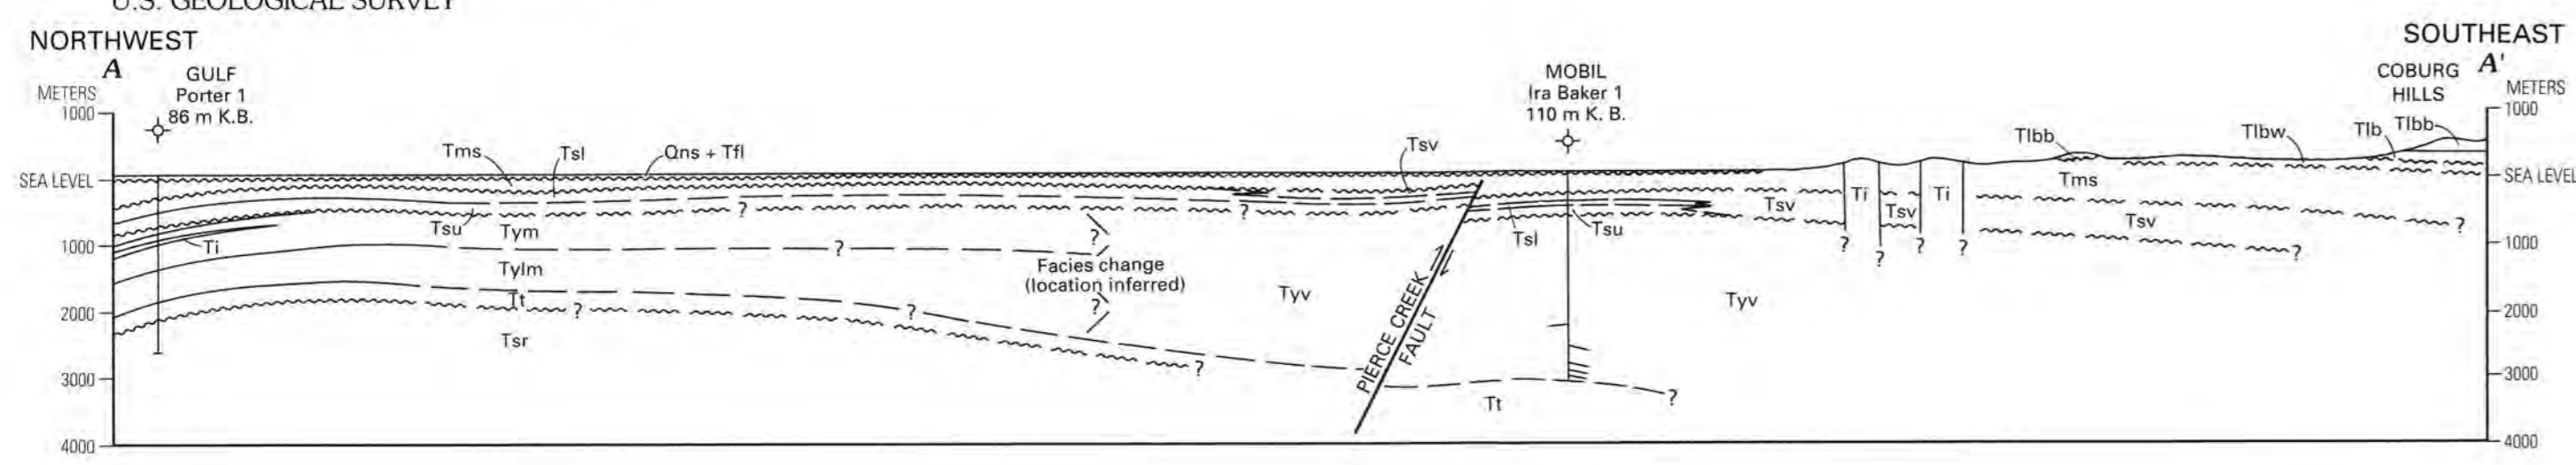 U.S. GEOLOGICAL SURVEY
NORTHWEST
SOUTHEAST
A
A'
GULF
Porter 1
86 m K.B.
MOBIL
Ira Baker 1
110 m K. B.
COBURG
HILLS
METERS
METERS
1000
1000
Tms
Tsl
Qns + Tfl
Tsv
Tlbb
Tlbw
Tlb
Tlbb
SEA LEVEL
SEA LEVEL
Ti
Ti
Tms
Tsv
Tsv
Tsv
?
?
?
Tsu
Tym
Tsl
Tsu
?
?
?
?
?
?
1000
1000
Ti
?
Tylm
Facies change
(location inferred)
?
Tyv
Tyv
PIERCE CREEK
FAULT
Tt
?
?
2000
2000
Tsr
?
3000
3000
?
Tt
4000
4000